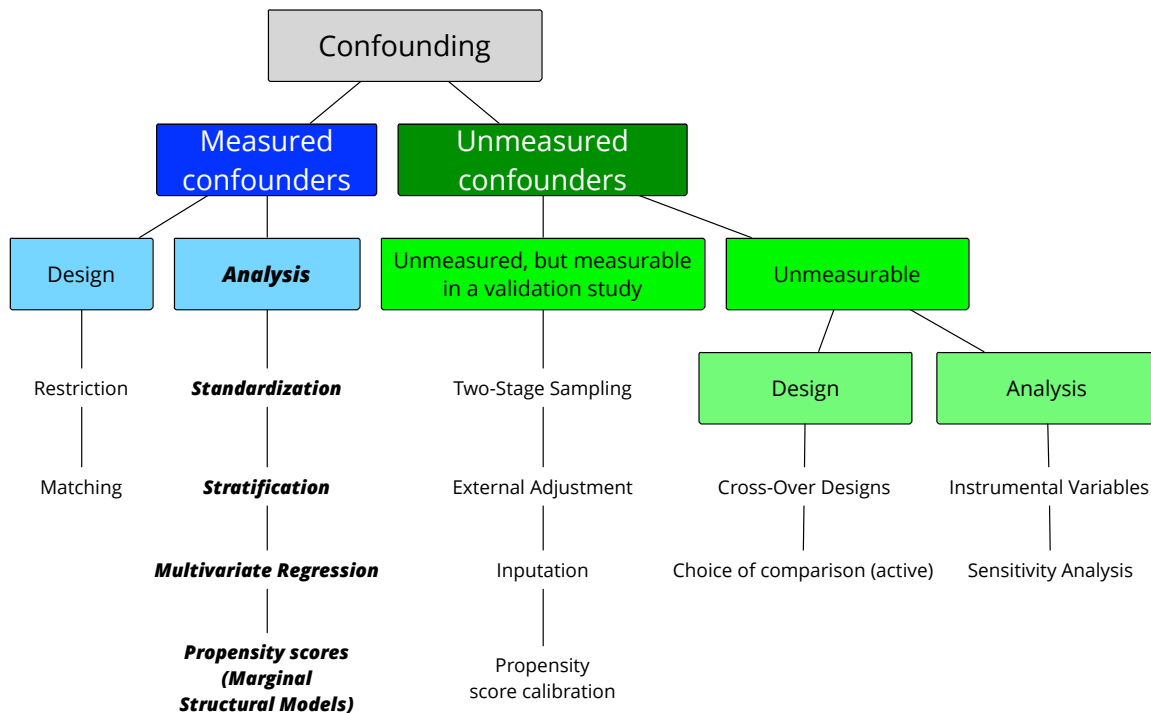 Confounding
Measured
confounders
Unmeasured
confounders
Design
Analysis
Unmeasured, but measurable
in a validation study
Unmeasurable
Restriction
Standardization
Two-Stage Sampling
Design
Analysis
Matching
Stratification
External Adjustment
Cross-Over Designs
Instrumental Variables
Multivariate Regression
Inputation
Choice of comparison (active)
Sensitivity Analysis
Propensity scores
(Marginal
Structural Models)
Propensity
score calibration